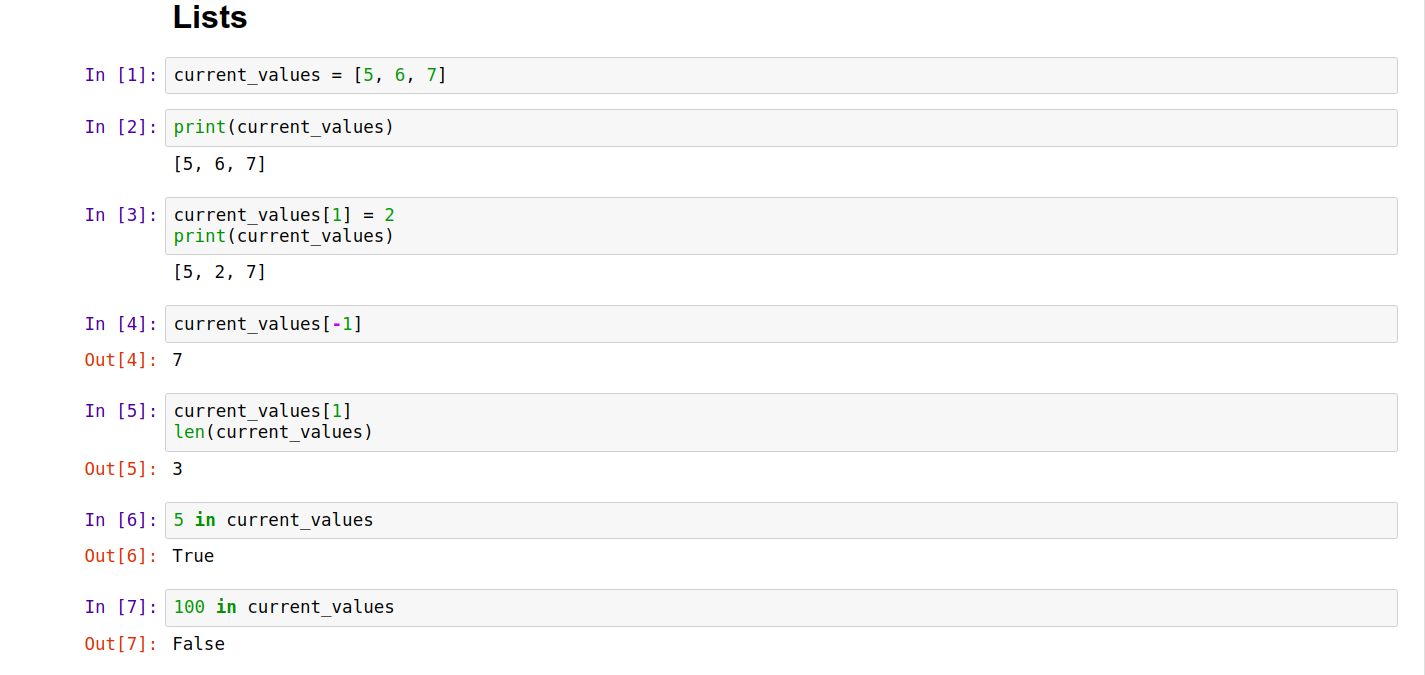 Lists
In [1]: current_values = [5, 6, 7]
In [2]: print(current_values)
[5, 6, 7]
In [3]: current_values[1] = 2
print(current_values)
[5, 2, 7]
In [4]: current_values[-1]
Out[4]: 7
In [5]: current_values[1]
len(current_values)
Out[5]: 3
In [6]: 5 in current_values
Out[6]: True
In [7]: 100 in current_values
Out[7]: False